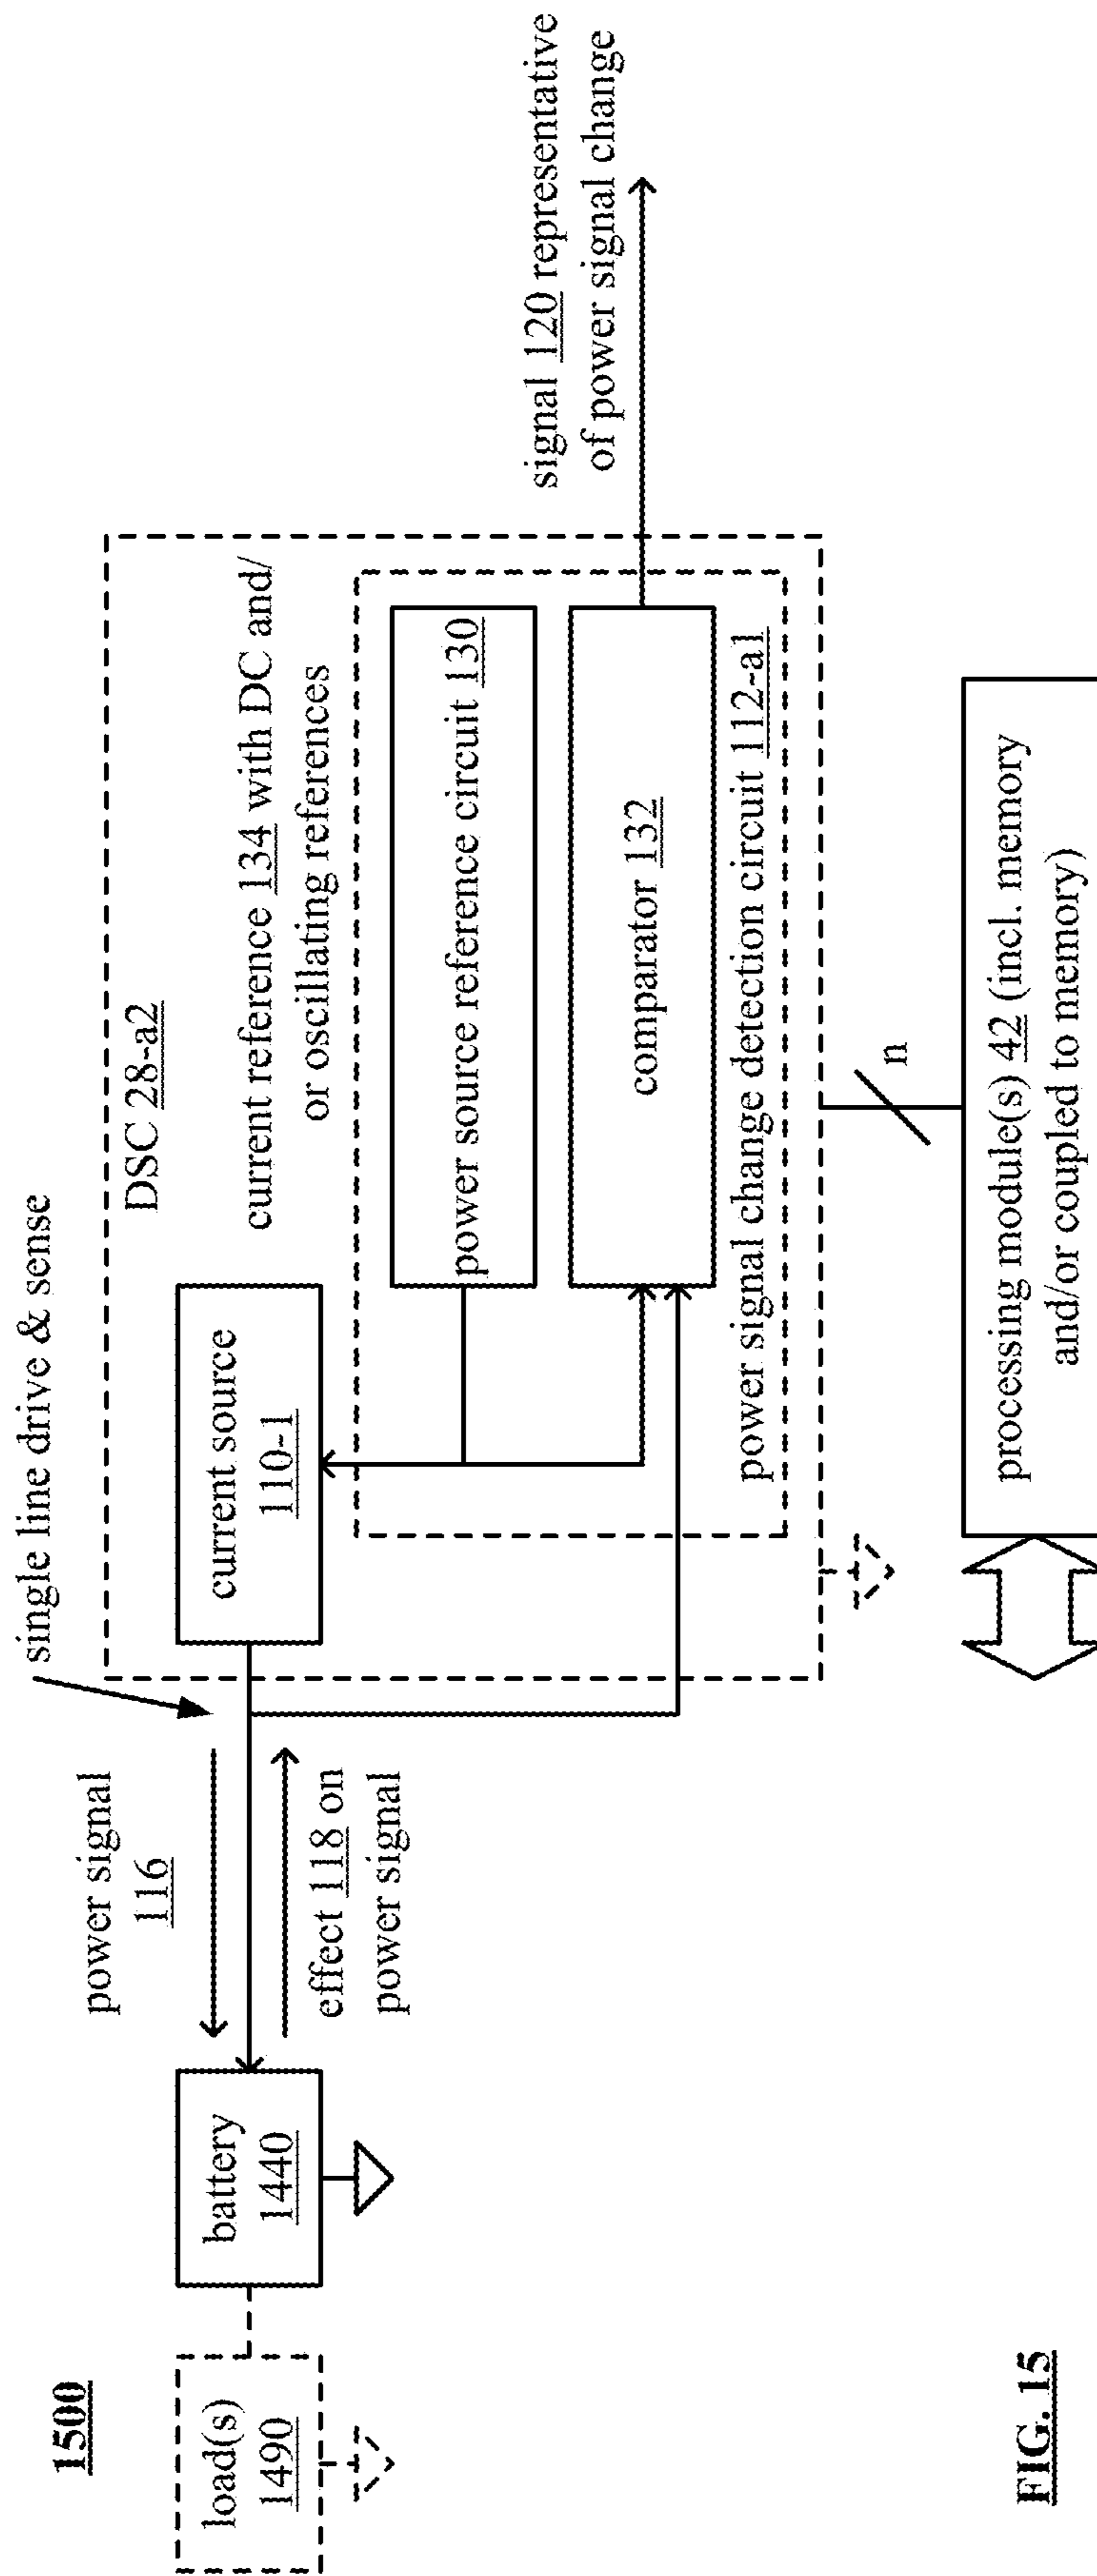 1500
single line drive & sense
DSC 28-a2
power signal
116
current source
110-1
current reference 134 with DC and/
or oscillating references
load(s)
1490
battery
1440
effect 118 on
power signal
power source reference circuit 130
comparator 132
power signal change detection circuit 112-a1
signal 120 representative
of power signal change
n
processing module(s) 42 (incl. memory
and/or coupled to memory)
FIG. 15